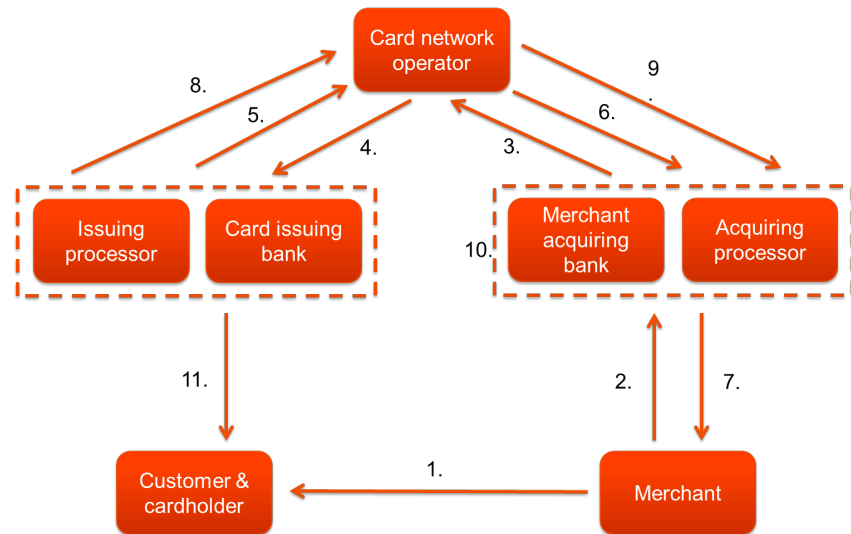 Card network
operator
8.
9
.
5.
6.
4.
3.
Issuing
processor
Card issuing
bank
Merchant
acquiring
bank
Acquiring
processor
10.
11.
2.
7.
1.
Customer &
cardholder
Merchant